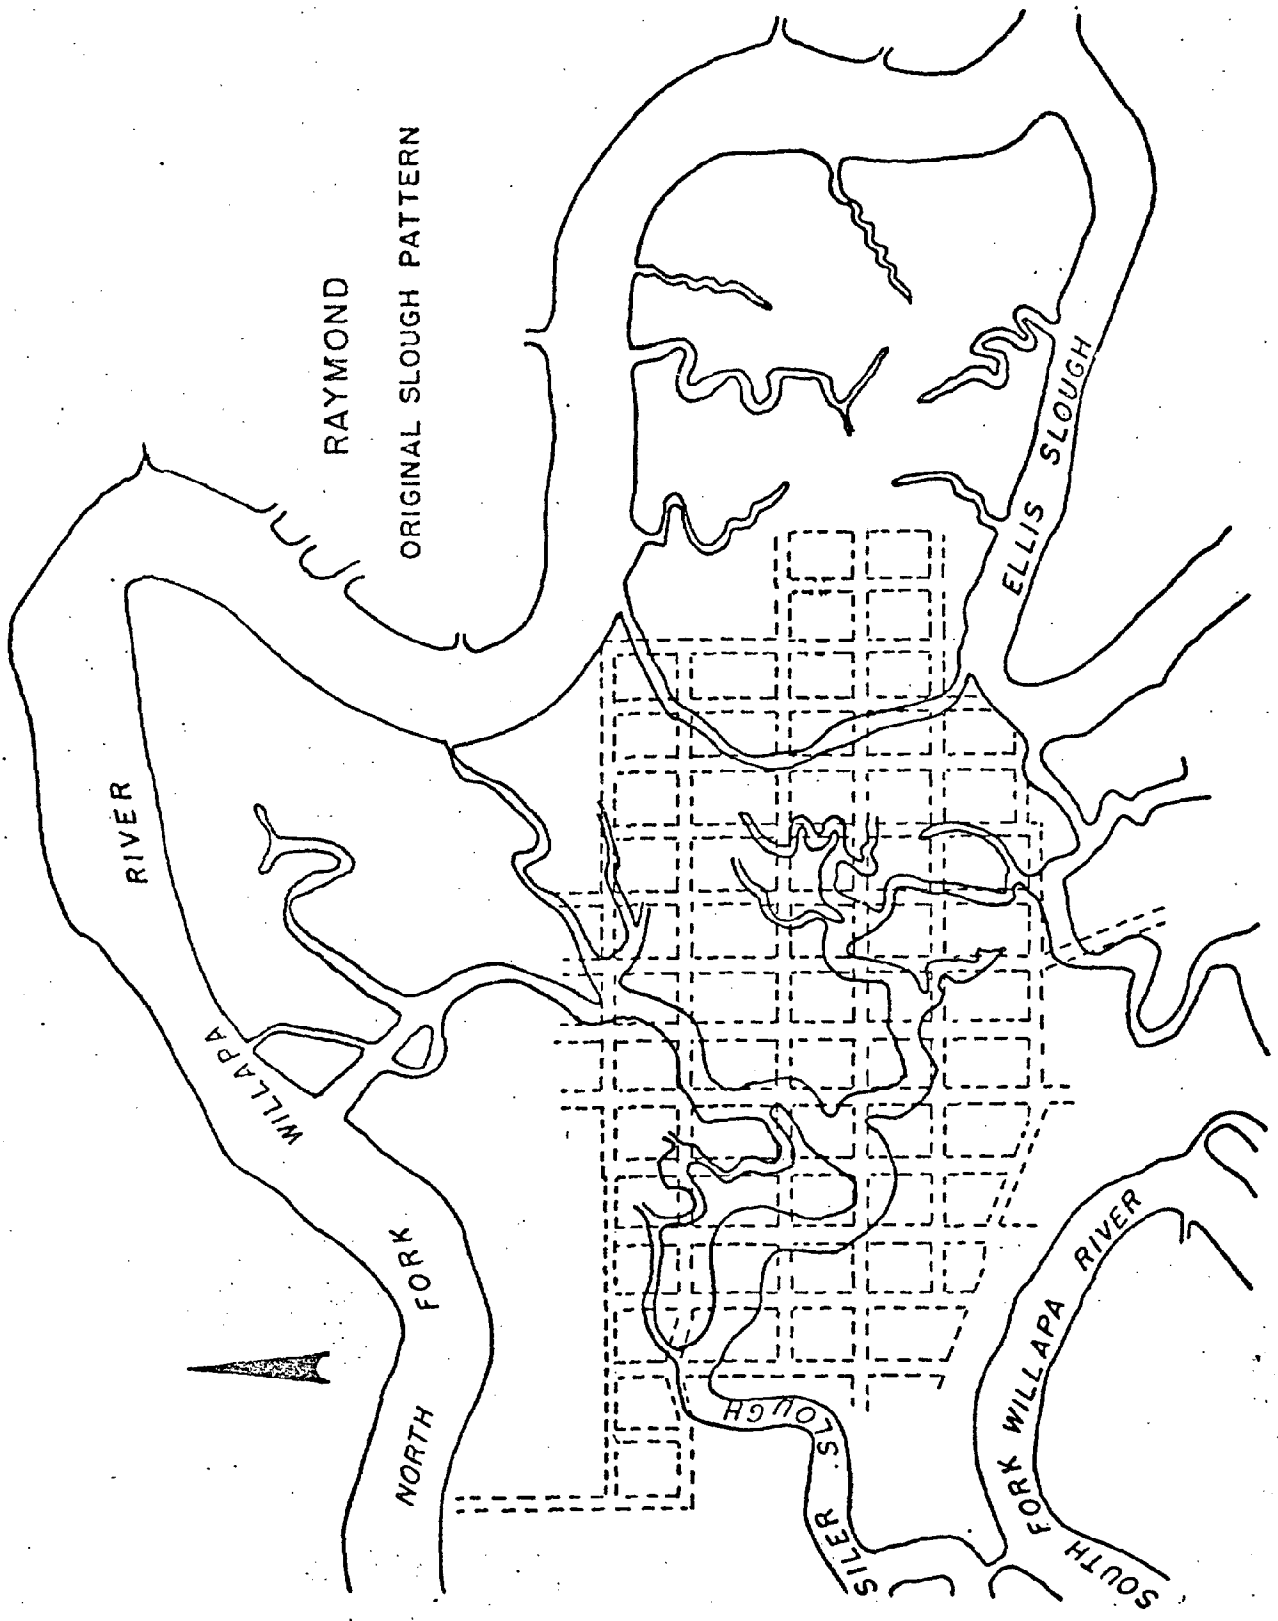 RAYMOND
ORIGINAL SLOUGH PATTERN
NORTH FORK WILLAPA RIVER
ELLIS SLOUGH
SILER SLOUGH
SOUTH FORK WILLAPA RIVER